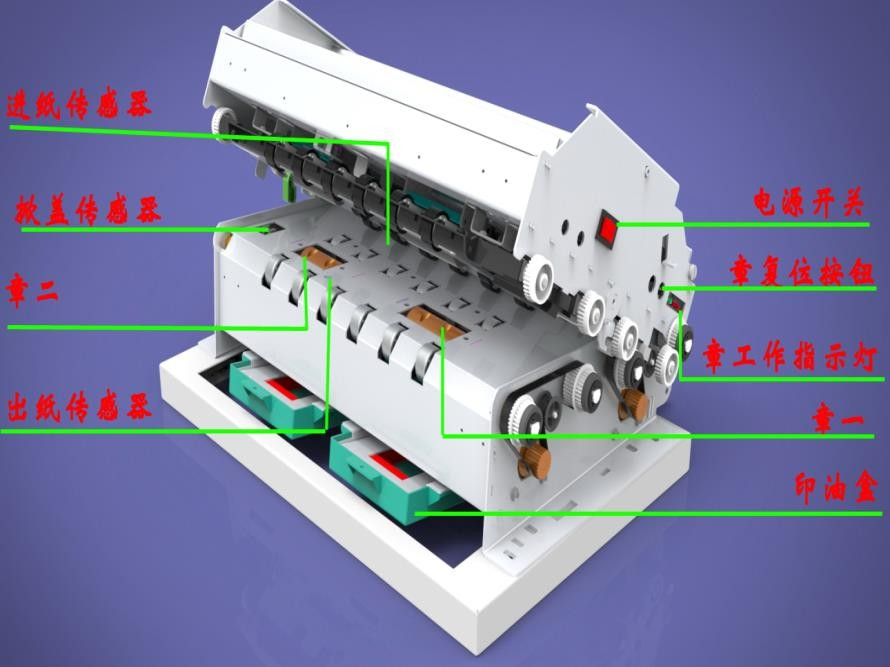 进纸传感器
掀盖传感器
章二
出纸传感器
电源开关
章复位按钮
章工作指示灯
章一
印油盒